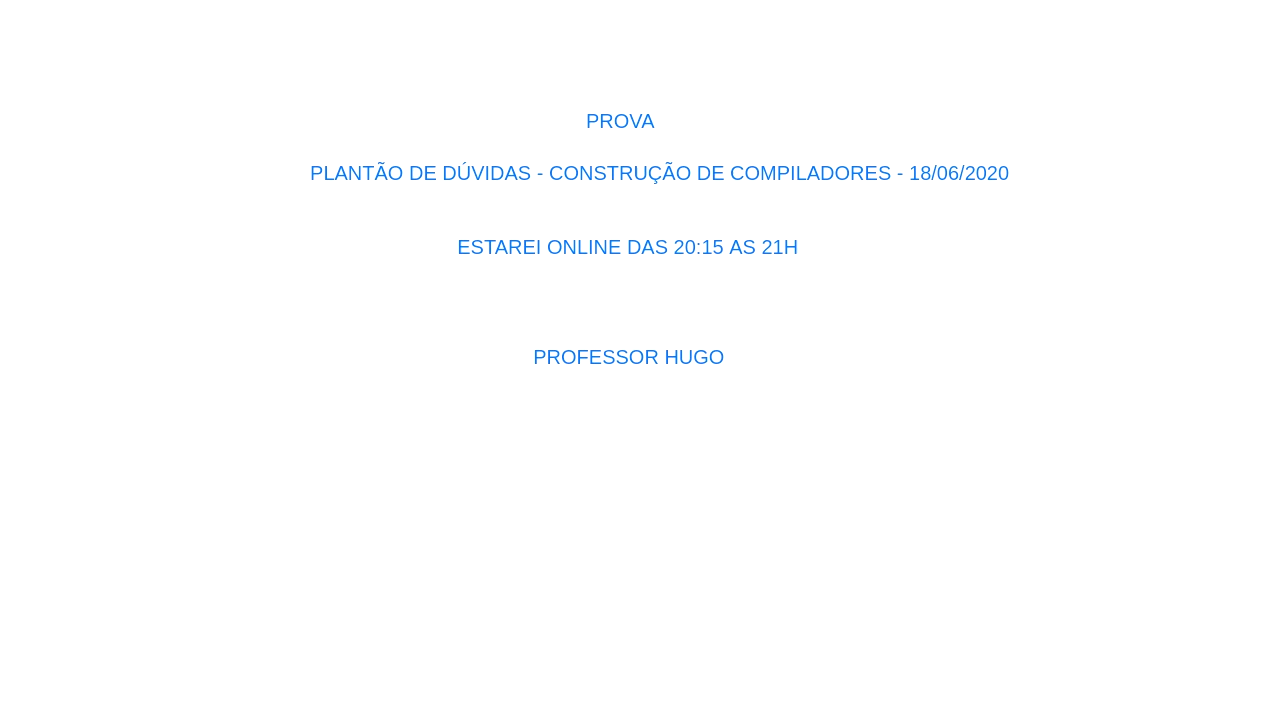 PROVA
PLANTÃO DE DÚVIDAS - CONSTRUÇÃO DE COMPILADORES - 18/06/2020
ESTAREI ONLINE DAS 20:15 AS 21H
PROFESSOR HUGO